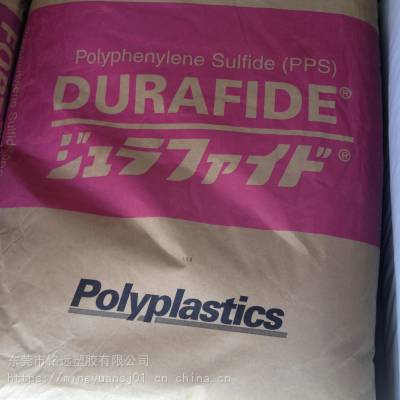 Polyphenylene Sulfide (PPS)
DURAFIDE®
ジュラファイド®
Polyplastics
东莞市铭远塑胶有限公司
https://mingyuansj01.cn.china.cn